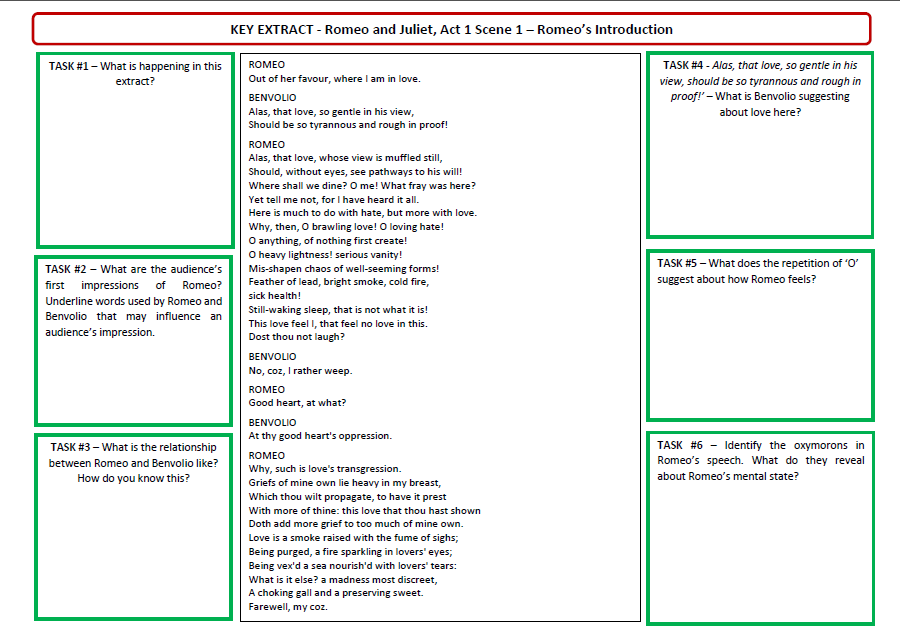 KEY EXTRACT - Romeo and Juliet, Act 1 Scene 1 – Romeo's Introduction
TASK #1 – What is happening in this
extract?
TASK #2 – What are the audience's
first impressions of Romeo?
Underline words used by Romeo and
Benvolio that may influence an
audience's impression.
TASK #3 – What is the relationship
between Romeo and Benvolio like?
How do you know this?
ROMEO
Out of her favour, where I am in love.
BENVOLIO
Alas, that love, so gentle in his view,
Should be so tyrannous and rough in proof!
ROMEO
Alas, that love, whose view is muffled still,
Should, without eyes, see pathways to his will!
Where shall we dine? O me! What fray was here?
Yet tell me not, for I have heard it all.
Here is much to do with hate, but more with love.
Why, then, O brawling love! O loving hate!
O anything, of nothing first create!
O heavy lightness! serious vanity!
Mis-shapen chaos of well-seeming forms!
Feather of lead, bright smoke, cold fire,
sick health!
Still-waking sleep, that is not what it is!
This love feel I, that feel no love in this.
Dost thou not laugh?
BENVOLIO
No, coz, I rather weep.
ROMEO
Good heart, at what?
BENVOLIO
At thy good heart's oppression.
ROMEO
Why, such is love's transgression.
Griefs of mine own lie heavy in my breast,
Which thou wilt propagate, to have it prest
With more of thine: this love that thou hast shown
Doth add more grief to too much of mine own.
Love is a smoke raised with the fume of sighs;
Being purged, a fire sparkling in lovers' eyes;
Being vex'd a sea nourish'd with lovers' tears:
What is it else? a madness most discreet,
A choking gall and a preserving sweet.
Farewell, my coz.
TASK #4 - Alas, that love, so gentle in his
view, should be so tyrannous and rough in
proof!' – What is Benvolio suggesting
about love here?
TASK #5 – What does the repetition of 'O'
suggest about how Romeo feels?
TASK #6 – Identify the oxymorons in
Romeo's speech. What do they reveal
about Romeo's mental state?